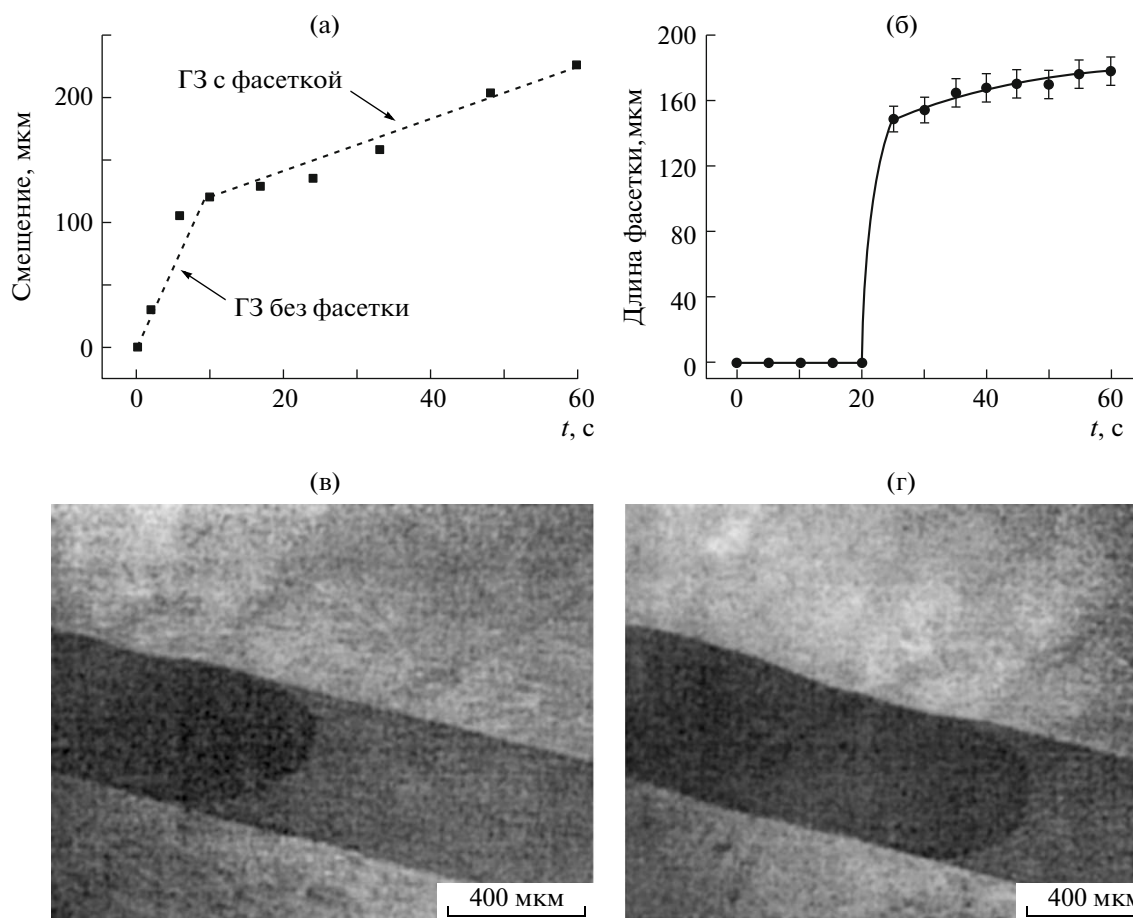 (а)
(б)
200
100
0
Смещение, мкм
ГЗ с фасеткой
ГЗ без фасетки
0
20
40
60
t, с
200
160
120
80
40
0
Длина фасетки, мкм
0
20
40
60
t, с
(в)
(г)
400 мкм
400 мкм